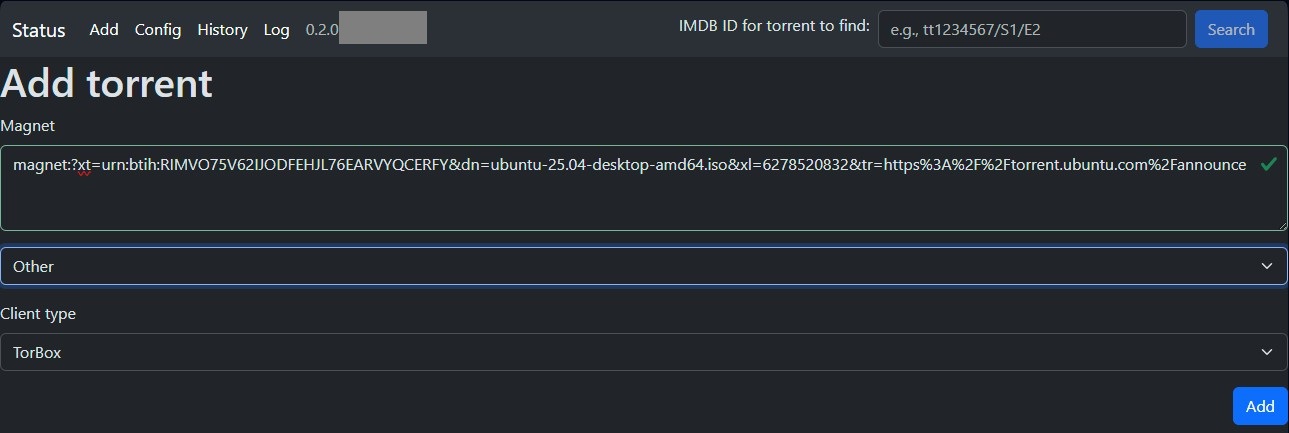 Status Add Config History Log 0.2.0 IMDB ID for torrent to find: e.g., tt1234567/S1/E2 Search
Add torrent
Magnet
magnet:?xt=urn:btih:RIMVO75V62IJODFEHJL76EARVYQCERFY&dn=ubuntu-25.04-desktop-amd64.iso&xl=6278520832&tr=https%3A%2F%2Ftorrent.ubuntu.com%2Fannounce
Other
Client type
TorBox
Add